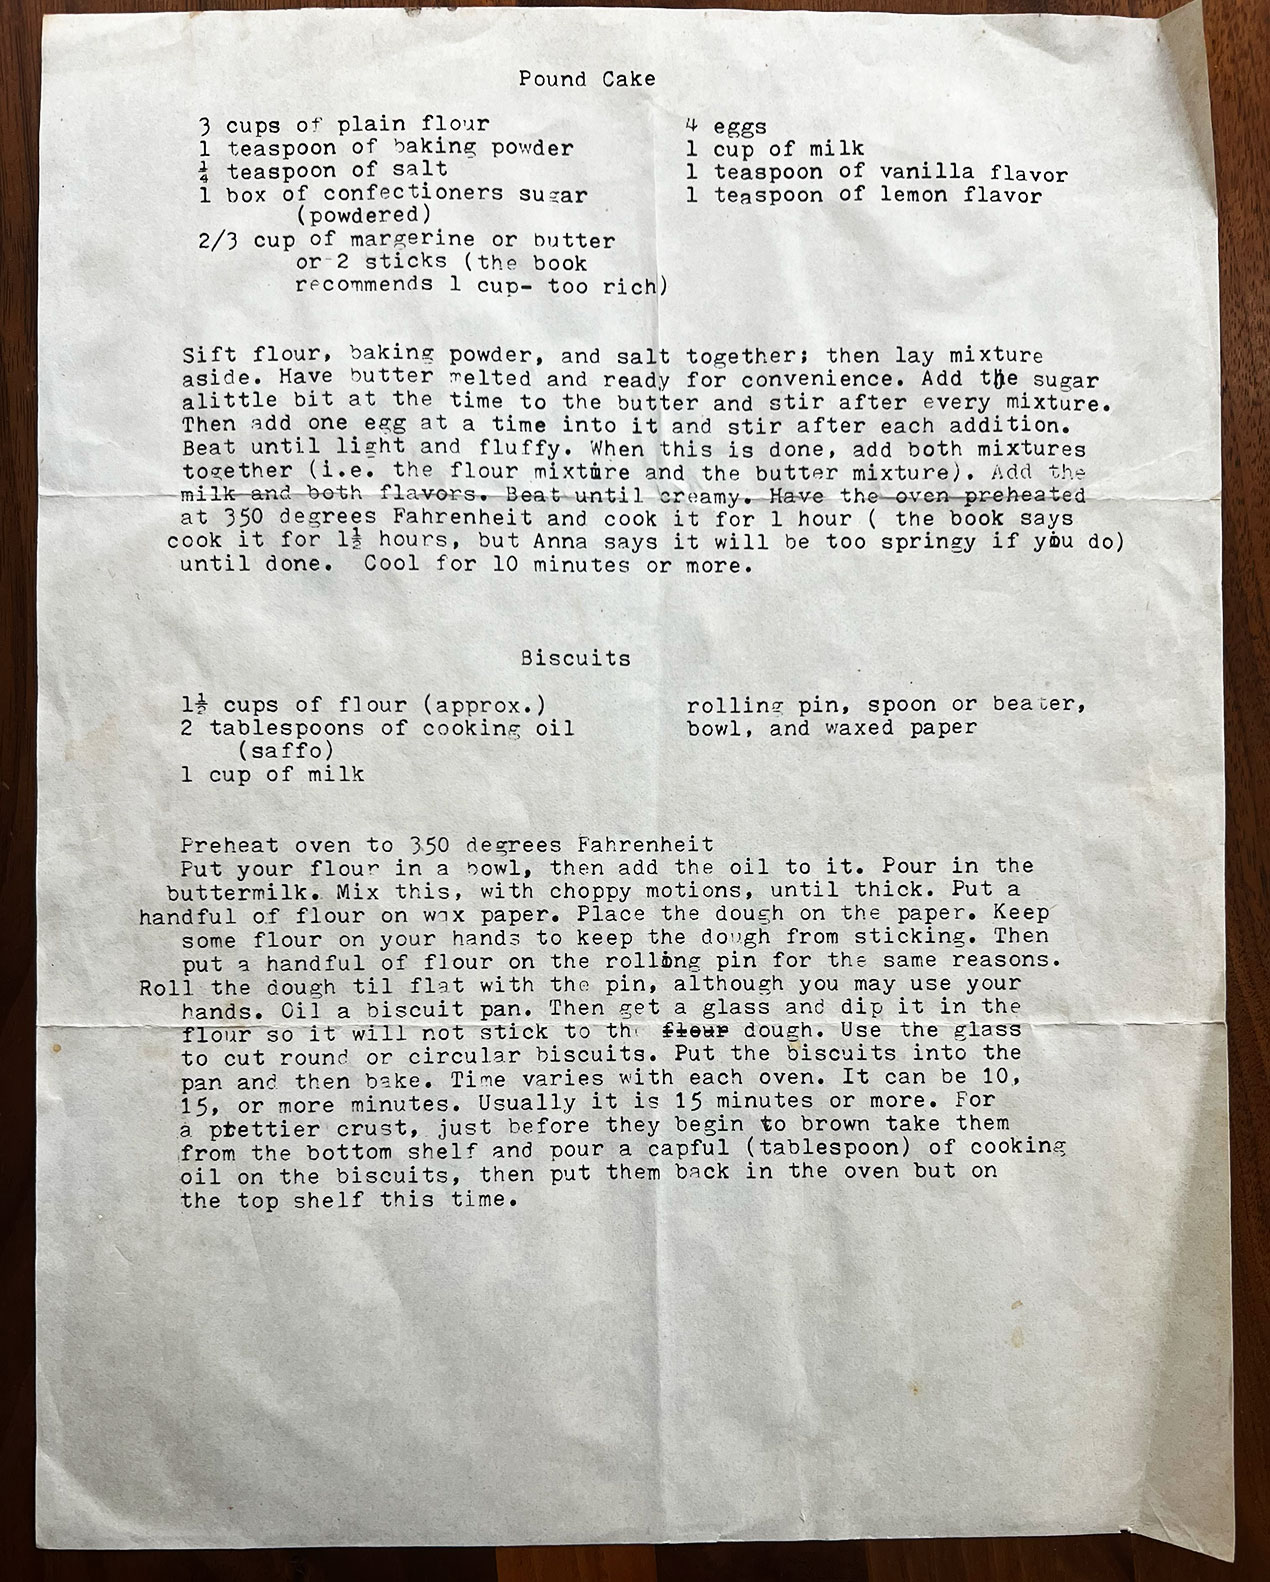 Pound Cake
3 cups of plain flour
1 teaspoon of baking powder
¼ teaspoon of salt
1 box of confectioners sugar
(powdered)
2/3 cup of margerine or butter
or 2 sticks (the book
recommends 1 cup- too rich)
4 eggs
1 cup of milk
1 teaspoon of vanilla flavor
1 teaspoon of lemon flavor
Sift flour, baking powder, and salt together; then lay mixture
aside. Have butter melted and ready for convenience. Add the sugar
alittle bit at the time to the butter and stir after every mixture.
Then add one egg at a time into it and stir after each addition.
Beat until light and fluffy. When this is done, add both mixtures
together (i.e. the flour mixture and the butter mixture). Add the
milk and both flavors. Beat until creamy. Have the oven preheated
at 350 degrees Fahrenheit and cook it for 1 hour ( the book says
cook it for 1½ hours, but Anna says it will be too springy if you do)
until done. Cool for 10 minutes or more.
Biscuits
1½ cups of flour (approx.)
2 tablespoons of cooking oil
(saffo)
1 cup of milk
rolling pin, spoon or beater,
bowl, and waxed paper
Preheat oven to 350 degrees Fahrenheit
Put your flour in a bowl, then add the oil to it. Pour in the
buttermilk. Mix this, with choppy motions, until thick. Put a
handful of flour on wax paper. Place the dough on the paper. Keep
some flour on your hands to keep the dough from sticking. Then
put a handful of flour on the rolling pin for the same reasons.
Roll the dough til flat with the pin, although you may use your
hands. Oil a biscuit pan. Then get a glass and dip it in the
flour so it will not stick to the flour dough. Use the glass
to cut round or circular biscuits. Put the biscuits into the
pan and then bake. Time varies with each oven. It can be 10,
15, or more minutes. Usually it is 15 minutes or more. For
a prettier crust, just before they begin to brown take them
from the bottom shelf and pour a capful (tablespoon) of cooking
oil on the biscuits, then put them back in the oven but on
the top shelf this time.